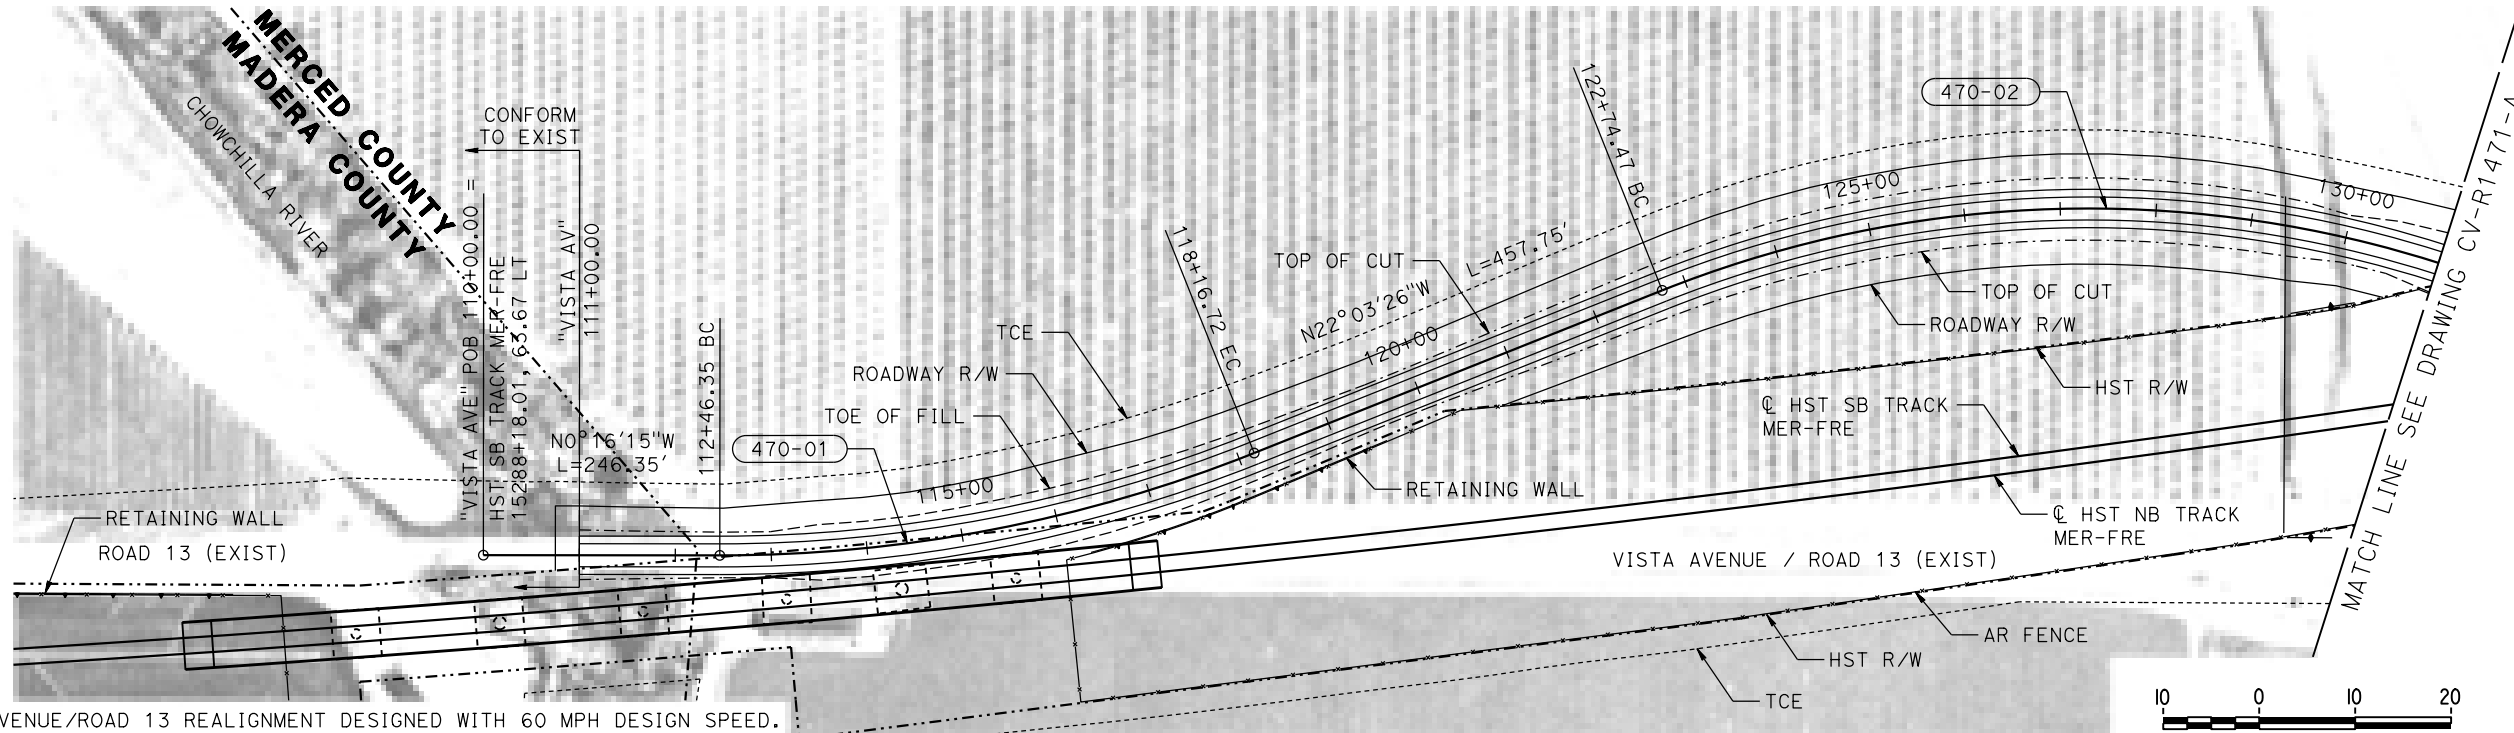 MERCED COUNTY
MADERA COUNTY
CHOWCHILLA RIVER
CONFORM
TO EXIST
"VISTA AVE" POB 110+00.00 =
HST SB TRACK MER-FRE
15288+18.01, 63.67 LT
"VISTA AV"
111+00.00
N0°16'15"W
L=246.35'
112+46.35 BC
470-01
115+00
TOE OF FILL
ROADWAY R/W
TCE
118+16.72 EC
TOP OF CUT
L=457.75'
N22°03'26"W
120+00
122+74.47 BC
125+00
470-02
130+00
TOP OF CUT
ROADWAY R/W
HST R/W
℄ HST SB TRACK
MER-FRE
RETAINING WALL
℄ HST NB TRACK
MER-FRE
VISTA AVENUE / ROAD 13 (EXIST)
RETAINING WALL
ROAD 13 (EXIST)
AR FENCE
HST R/W
TCE
MATCH LINE SEE DRAWING CV-R1471-A
VENUE/ROAD 13 REALIGNMENT DESIGNED WITH 60 MPH DESIGN SPEED.
10 0 10 20